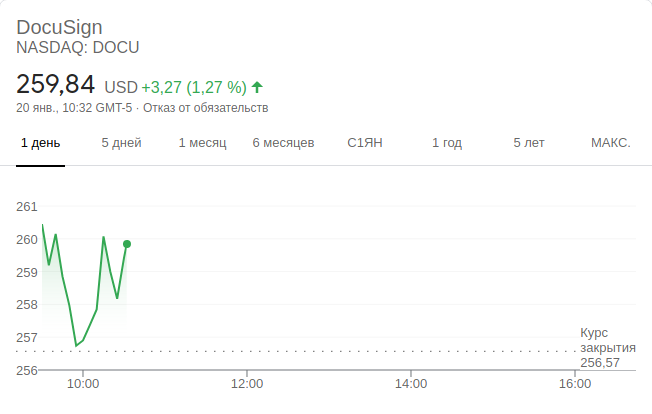 DocuSign
NASDAQ: DOCU
259,84 USD +3,27 (1,27 %)
20 янв., 10:32 GMT-5 · Отказ от обязательств
1 день 5 дней 1 месяц 6 месяцев С1ЯН 1 год 5 лет МАКС.
261
260
259
258
257
Курс
закрытия
256,57
256
10:00 12:00 14:00 16:00